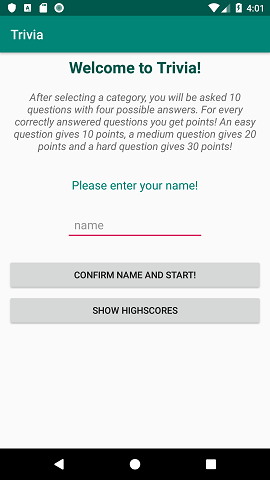 4:01
Trivia
Welcome to Trivia!
After selecting a category, you will be asked 10
questions with four possible answers. For every
correctly answered questions you get points! An easy
question gives 10 points, a medium question gives 20
points and a hard question gives 30 points!
Please enter your name!
name
CONFIRM NAME AND START!
SHOW HIGHSCORES